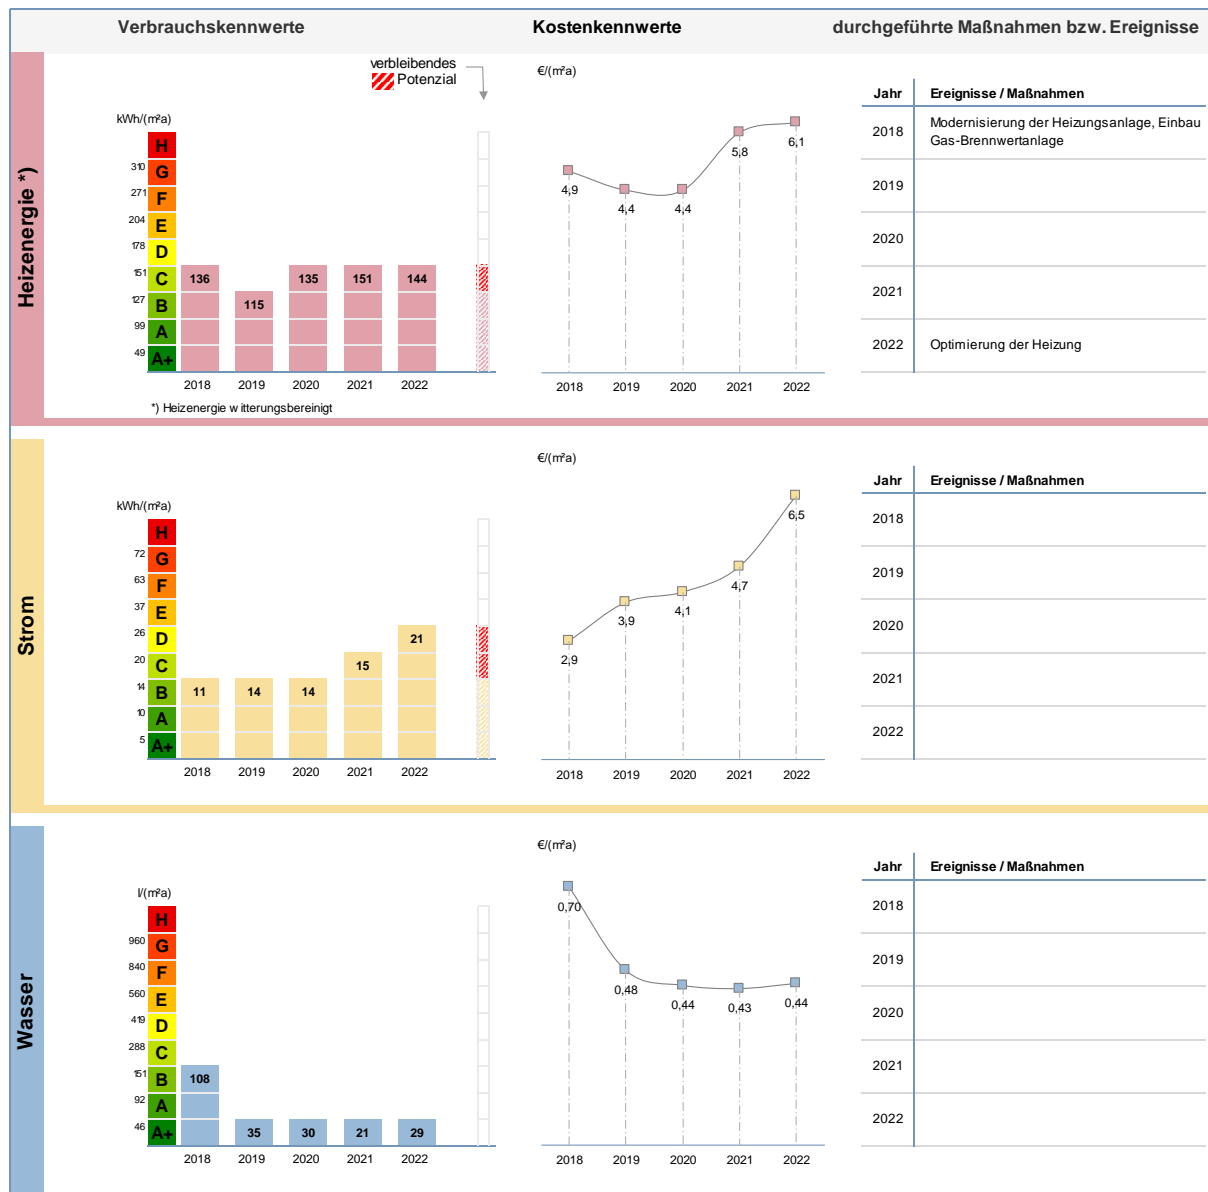 Verbrauchskennwerte
Kostenkennwerte
durchgeführte Maßnahmen bzw. Ereignisse
Heizenergie *)
verbleibendes
Potenzial
kWh/(m²a)
H
310
G
271
F
204
E
178
D
151
C
127
B
99
A
49
A+
136
115
135
151
144
2018 2019 2020 2021 2022
*) Heizenergie witterungsbereinigt
€/(m²a)
4,9
4,4
4,4
5,8
6,1
2018 2019 2020 2021 2022
Jahr Ereignisse / Maßnahmen
2018 Modernisierung der Heizungsanlage, Einbau
Gas-Brennwertanlage
2019
2020
2021
2022 Optimierung der Heizung
Strom
kWh/(m²a)
H
72
G
63
F
37
E
26
D
20
C
14
B
10
A
5
A+
11
14
14
15
21
2018 2019 2020 2021 2022
€/(m²a)
2,9
3,9
4,1
4,7
6,5
2018 2019 2020 2021 2022
Jahr Ereignisse / Maßnahmen
2018
2019
2020
2021
2022
Wasser
l/(m²a)
H
960
G
840
F
560
E
419
D
288
C
151
B
92
A
46
A+
108
35
30
21
29
2018 2019 2020 2021 2022
€/(m²a)
0,70
0,48
0,44
0,43
0,44
2018 2019 2020 2021 2022
Jahr Ereignisse / Maßnahmen
2018
2019
2020
2021
2022